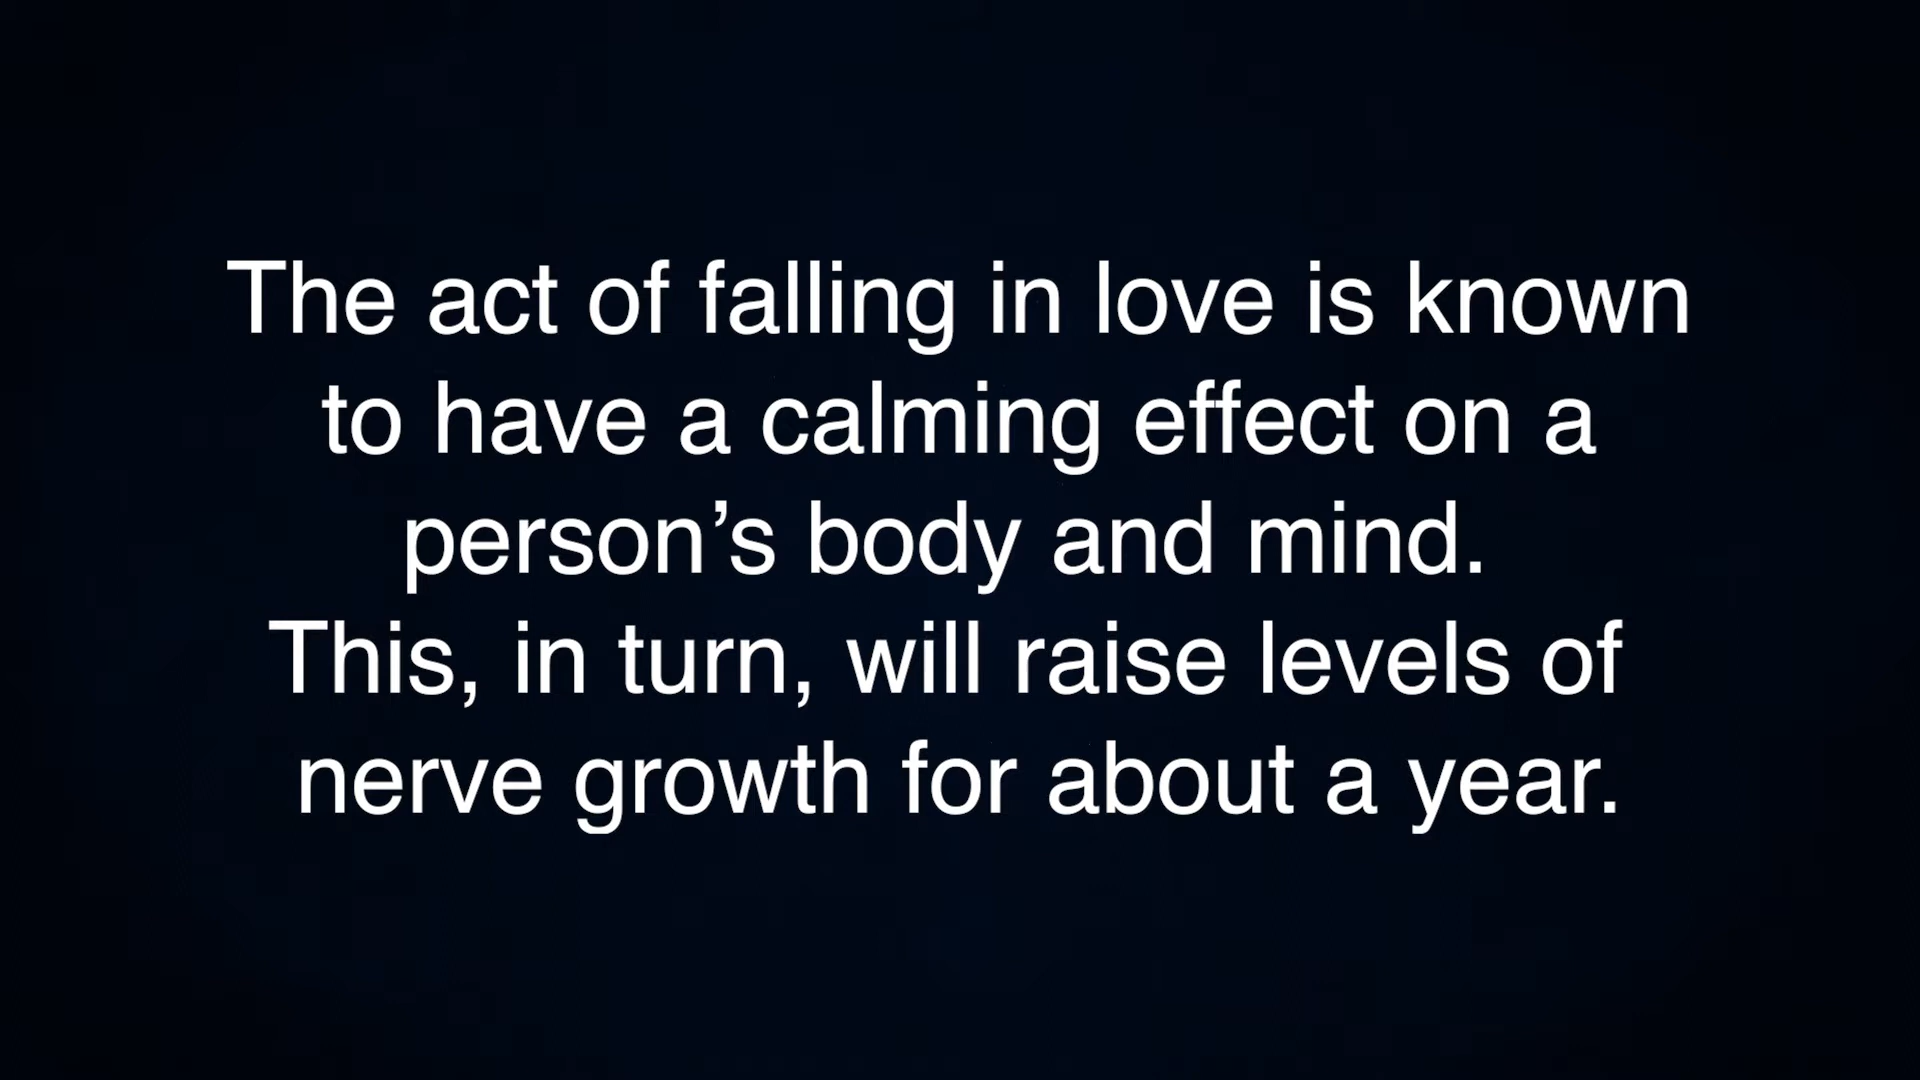 The act of falling in love is known
to have a calming effect on a
person’s body and mind.
This, in turn, will raise levels of
nerve growth for about a year.